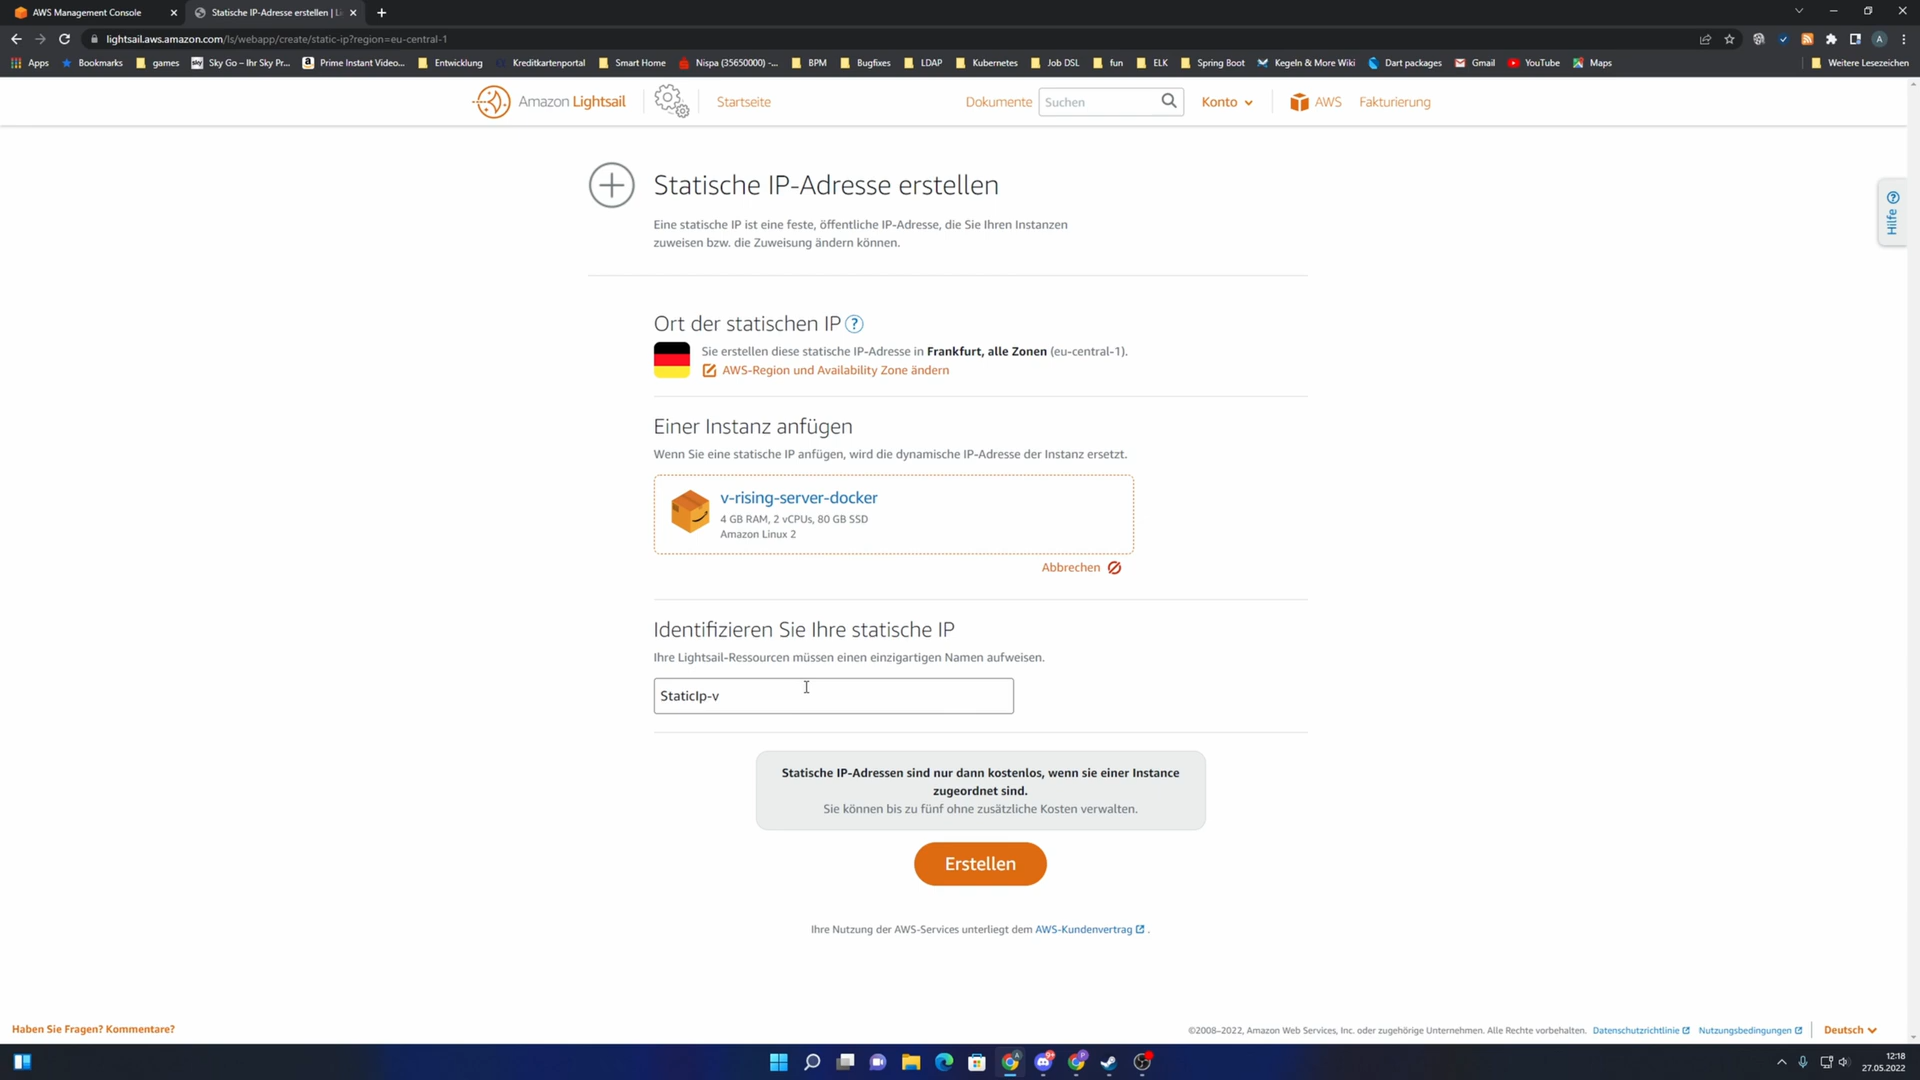 AWS Management Console
Statische IP-Adresse erstellen | Li
lightsail.aws.amazon.com/ls/webapp/create/static-ip?region=eu-central-1
Apps Bookmarks games Sky Go – Ihr Sky Pr... Prime Instant Video... Entwicklung Kreditkartenportal Smart Home Nispa (35650000) -... BPM Bugfixes LDAP Kubernetes Job DSL fun ELK Spring Boot Kegeln & More Wiki Dart packages Gmail YouTube Maps Weitere Lesezeichen
Amazon Lightsail Startseite Dokumente Suchen Konto AWS Fakturierung
Statische IP-Adresse erstellen
Eine statische IP ist eine feste, öffentliche IP-Adresse, die Sie Ihren Instanzen
zuweisen bzw. die Zuweisung ändern können.
Hilfe
Ort der statischen IP ?
Sie erstellen diese statische IP-Adresse in Frankfurt, alle Zonen (eu-central-1).
AWS-Region und Availability Zone ändern
Einer Instanz anfügen
Wenn Sie eine statische IP anfügen, wird die dynamische IP-Adresse der Instanz ersetzt.
v-rising-server-docker
4 GB RAM, 2 vCPUs, 80 GB SSD
Amazon Linux 2
Abbrechen
Identifizieren Sie Ihre statische IP
Ihre Lightsail-Ressourcen müssen einen einzigartigen Namen aufweisen.
StaticIp-v
Statische IP-Adressen sind nur dann kostenlos, wenn sie einer Instance
zugeordnet sind.
Sie können bis zu fünf ohne zusätzliche Kosten verwalten.
Erstellen
Ihre Nutzung der AWS-Services unterliegt dem AWS-Kundenvertrag .
Haben Sie Fragen? Kommentare?
©2008–2022, Amazon Web Services, Inc. oder zugehörige Unternehmen. Alle Rechte vorbehalten. Datenschutzrichtlinie Nutzungsbedingungen Deutsch
12:18
27.05.2022